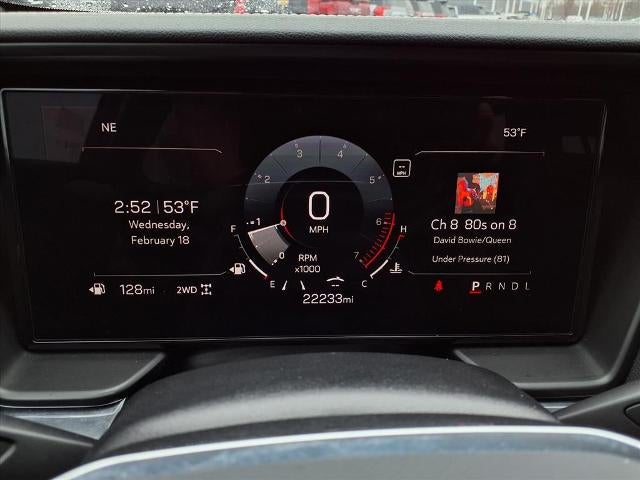 NE
53°F
2:52 | 53°F
Wednesday,
February 18
128mi 2WD
0 1 2 3 4 5 6 7
0
MPH
RPM
x1000
F
E
H
C
-- MPH
22233mi
Ch 8 80s on 8
David Bowie/Queen
Under Pressure (81)
P R N D L